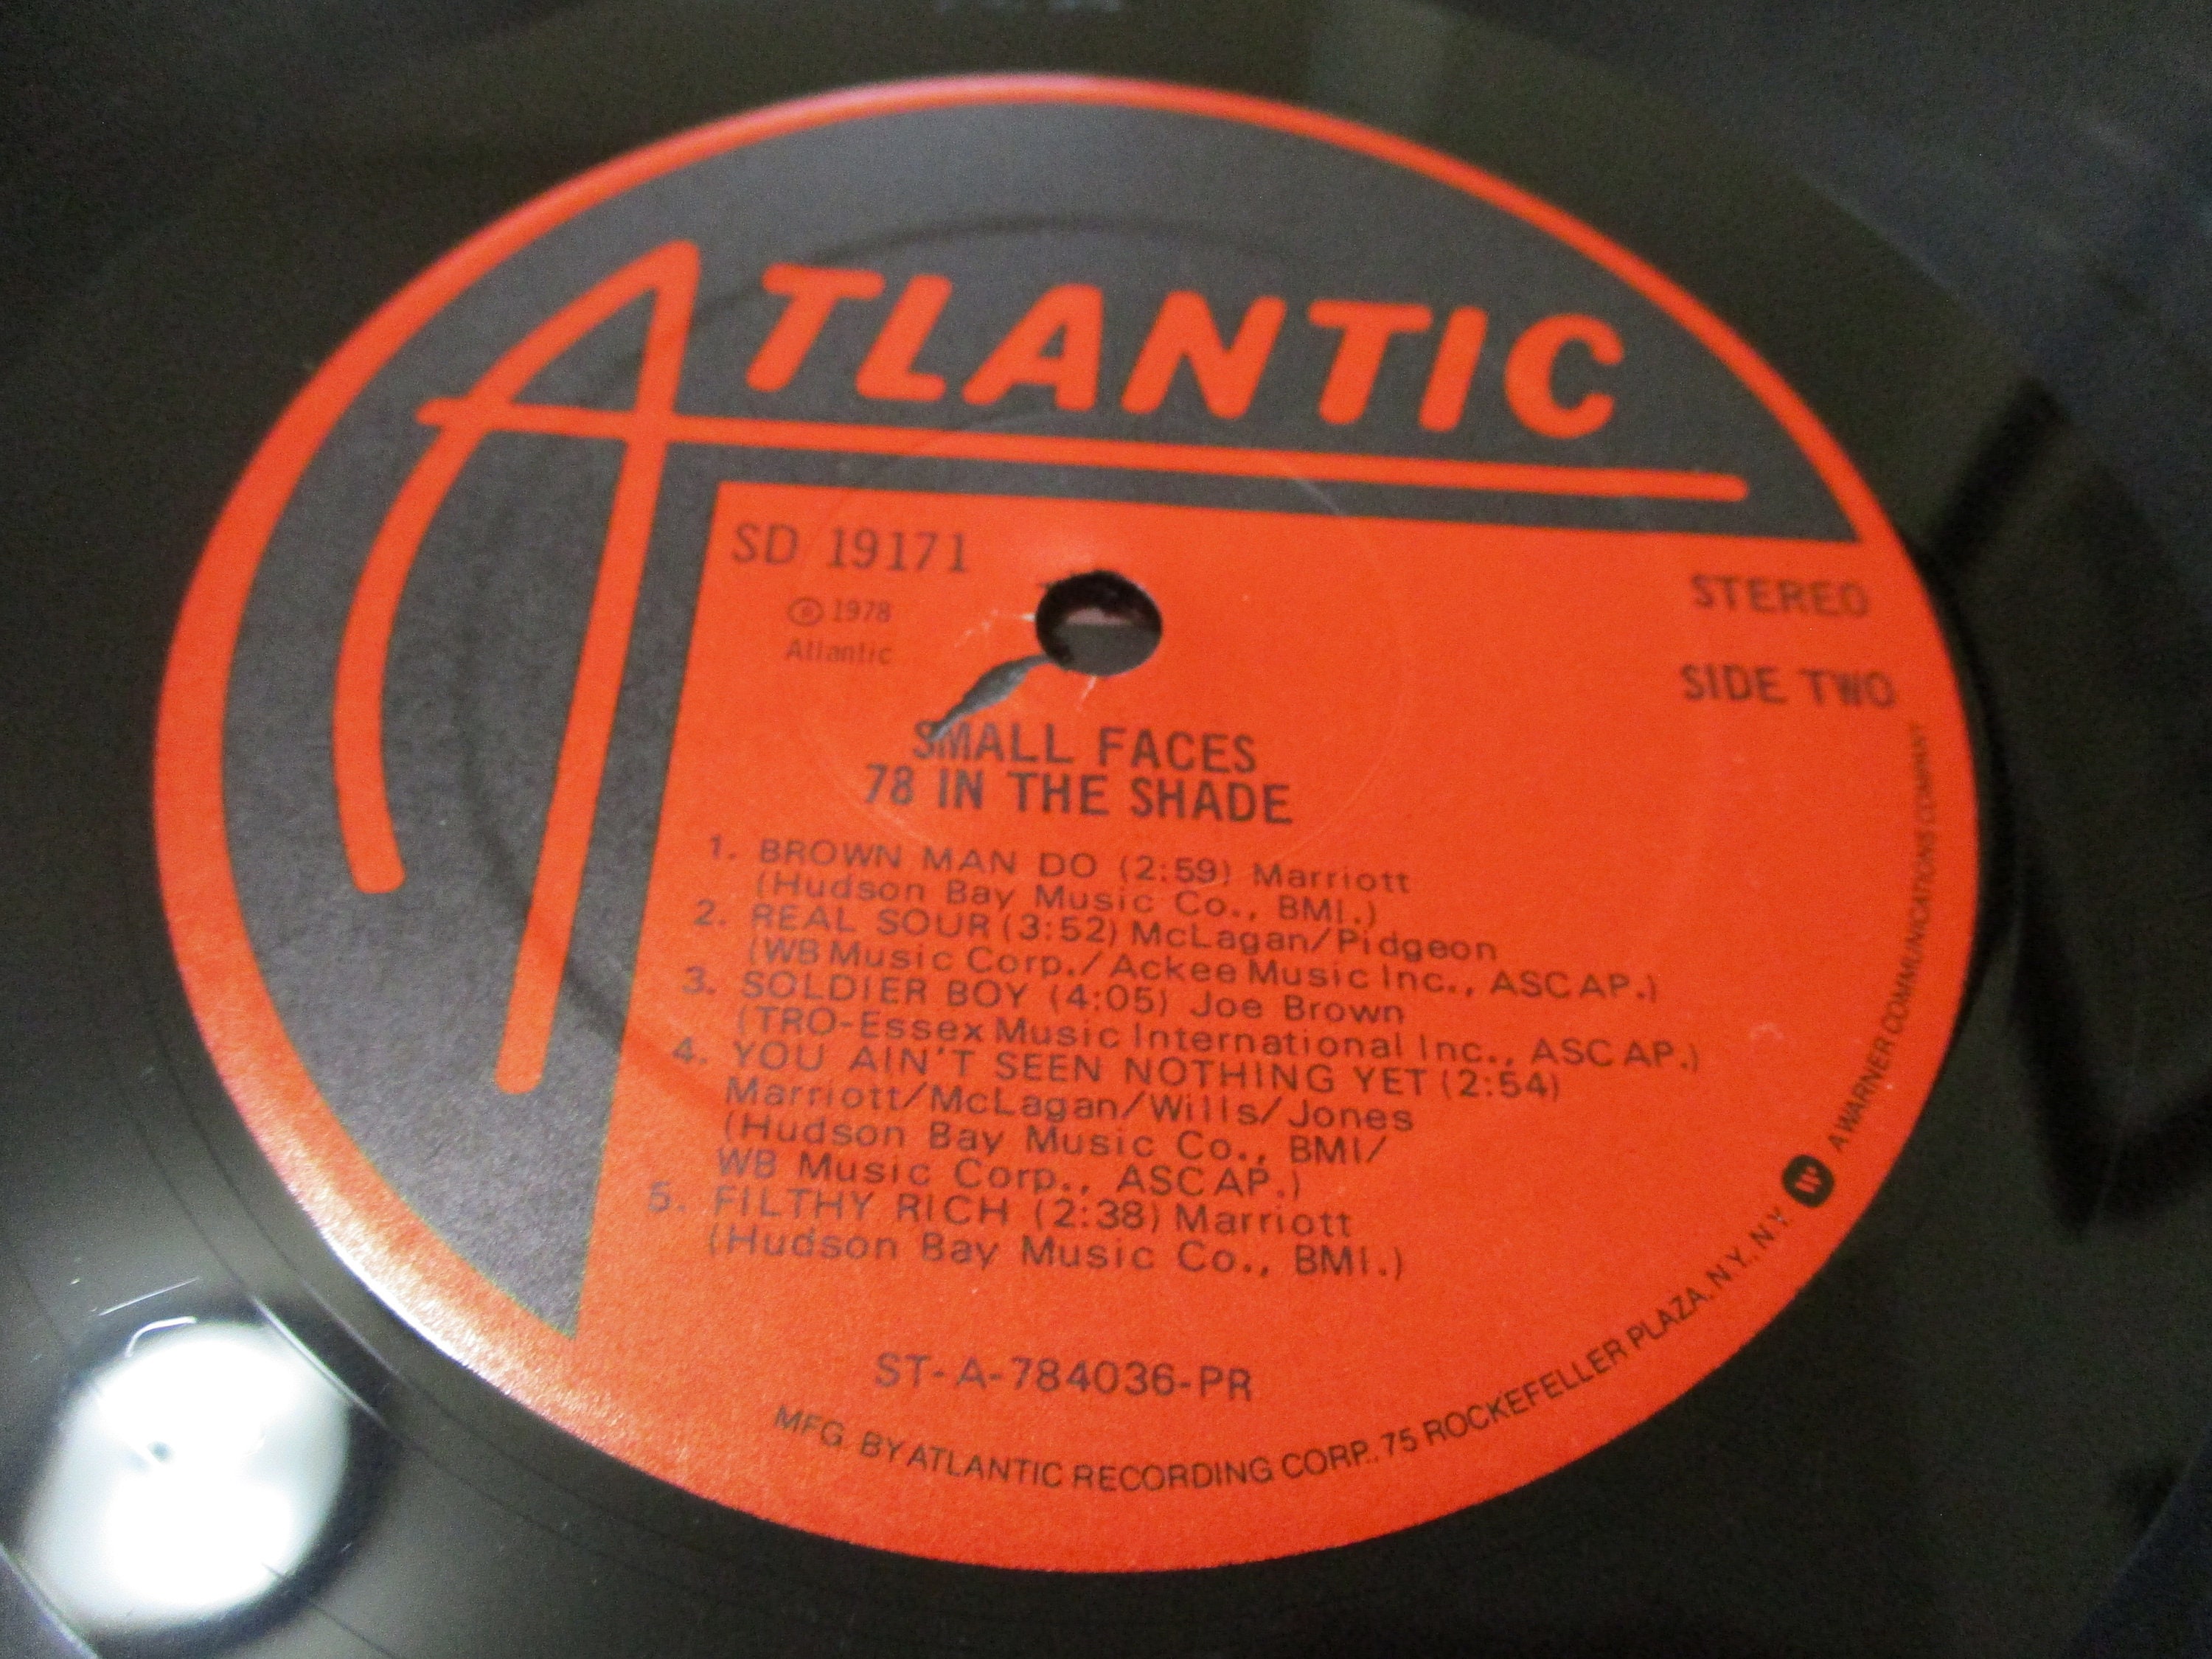 ATLANTIC
SD 19171
℗ 1978
Atlantic
STEREO
SIDE TWO
SMALL FACES
78 IN THE SHADE
1. BROWN MAN DO (2:59) Marriott
(Hudson Bay Music Co., BMI.)
2. REAL SOUR (3:52) McLagan/Pidgeon
(WB Music Corp./Ackee Music Inc., ASCAP.)
3. SOLDIER BOY (4:05) Joe Brown
(TRO-Essex Music International Inc., ASCAP.)
4. YOU AIN'T SEEN NOTHING YET (2:54)
Marriott/McLagan/Wills/Jones
(Hudson Bay Music Co., BMI/
WB Music Corp., ASCAP.)
5. FILTHY RICH (2:38) Marriott
(Hudson Bay Music Co., BMI.)
ST-A-784036-PR
MFG. BY ATLANTIC RECORDING CORP., 75 ROCKEFELLER PLAZA, N.Y., N.Y. W A WARNER COMMUNICATIONS COMPANY